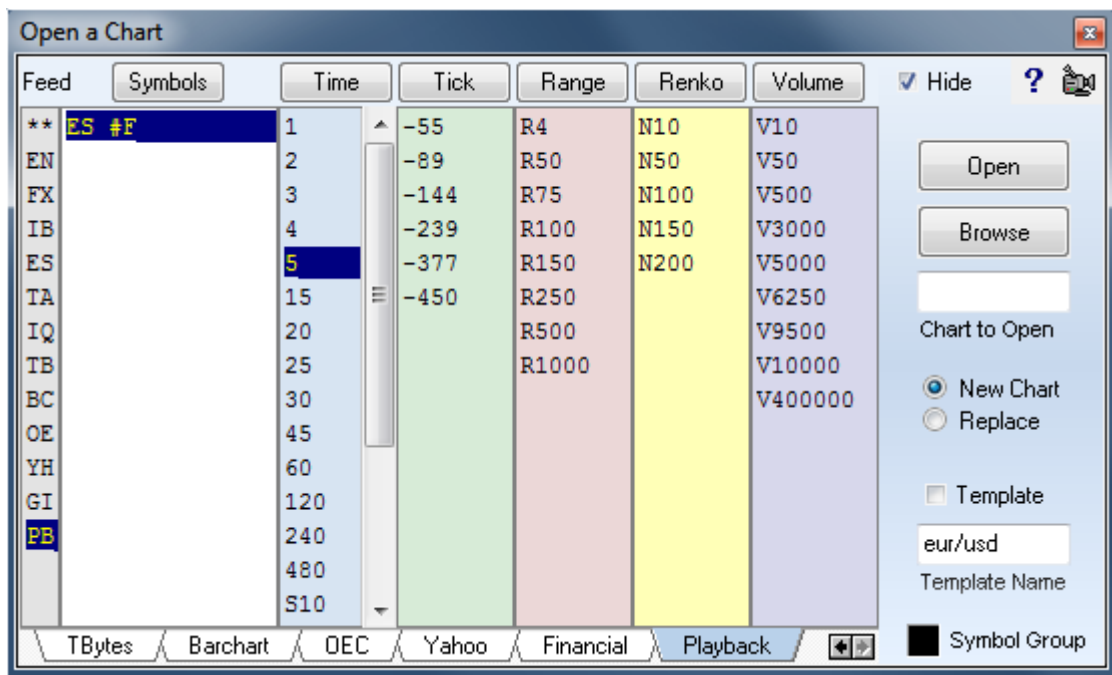 Open a Chart
Feed Symbols Time Tick Range Renko Volume Hide ?
** ES #F 1 -55 R4 N10 V10
EN 2 -89 R50 N50 V50 Open
FX 3 -144 R75 N100 V500
IB 4 -239 R100 N150 V3000 Browse
ES 5 -377 R150 N200 V5000
TA 15 -450 R250 V6250
IQ 20 R500 V9500 Chart to Open
TB 25 R1000 V10000
BC 30 V400000 New Chart
OE 45 Replace
YH 60
GI 120 Template
PB 240 eur/usd
480 Template Name
S10
TBytes Barchart OEC Yahoo Financial Playback Symbol Group